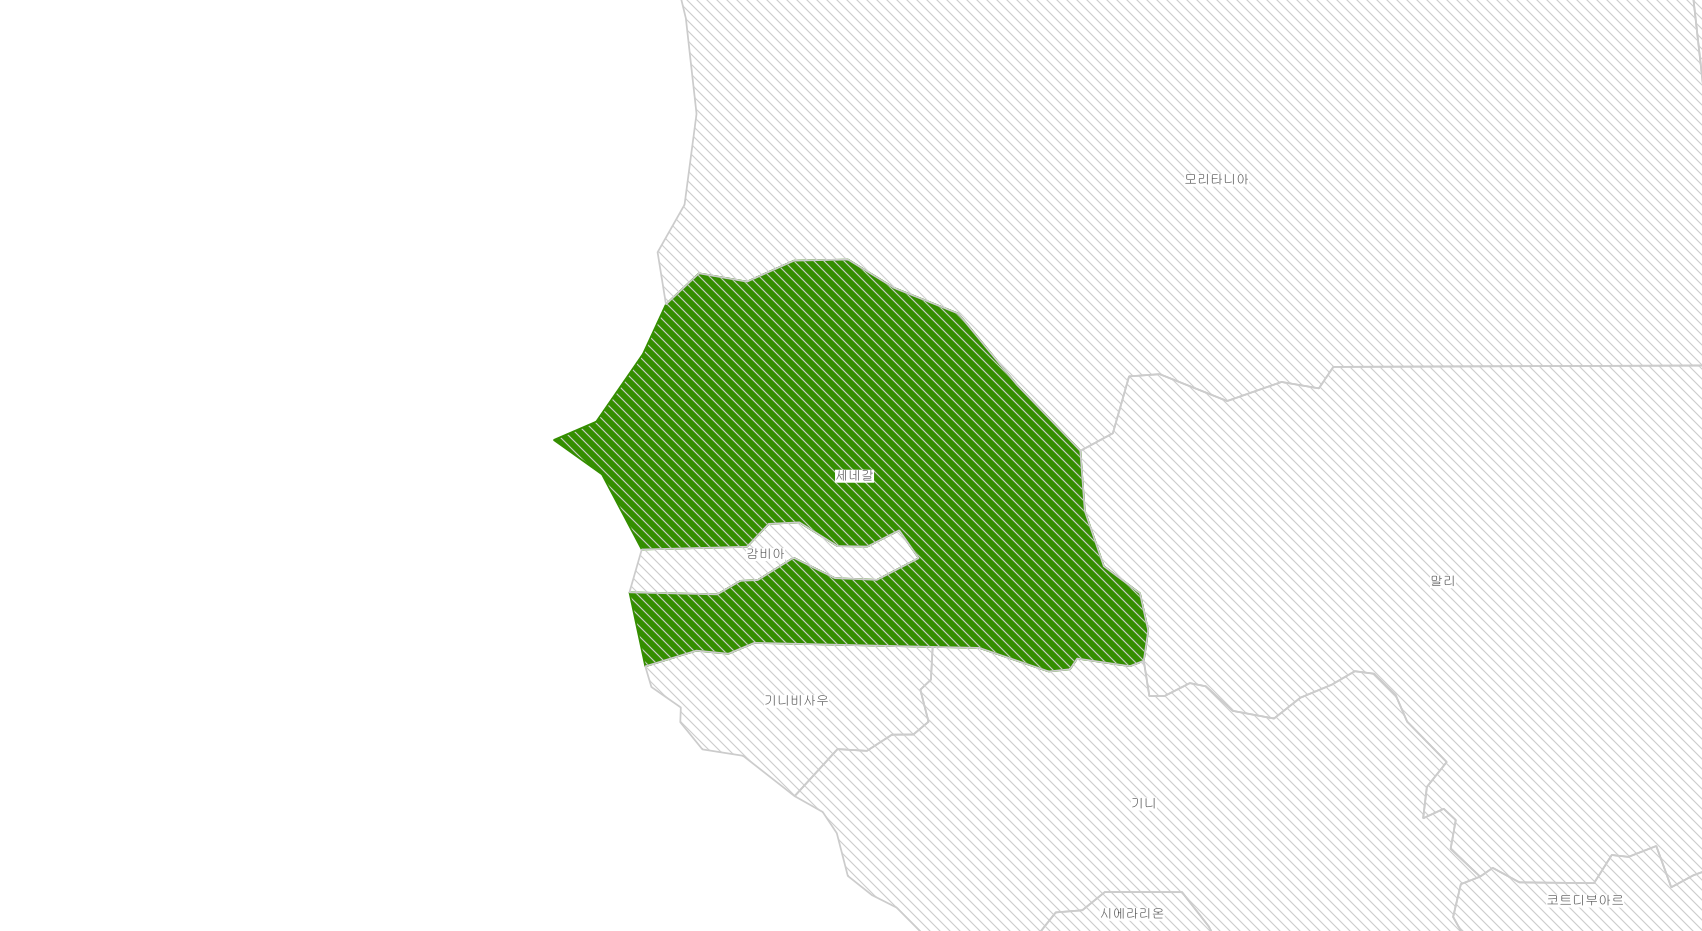 모리타니아
세네갈
감비아
말리
기니비사우
기니
코트디부아르
시에라리온